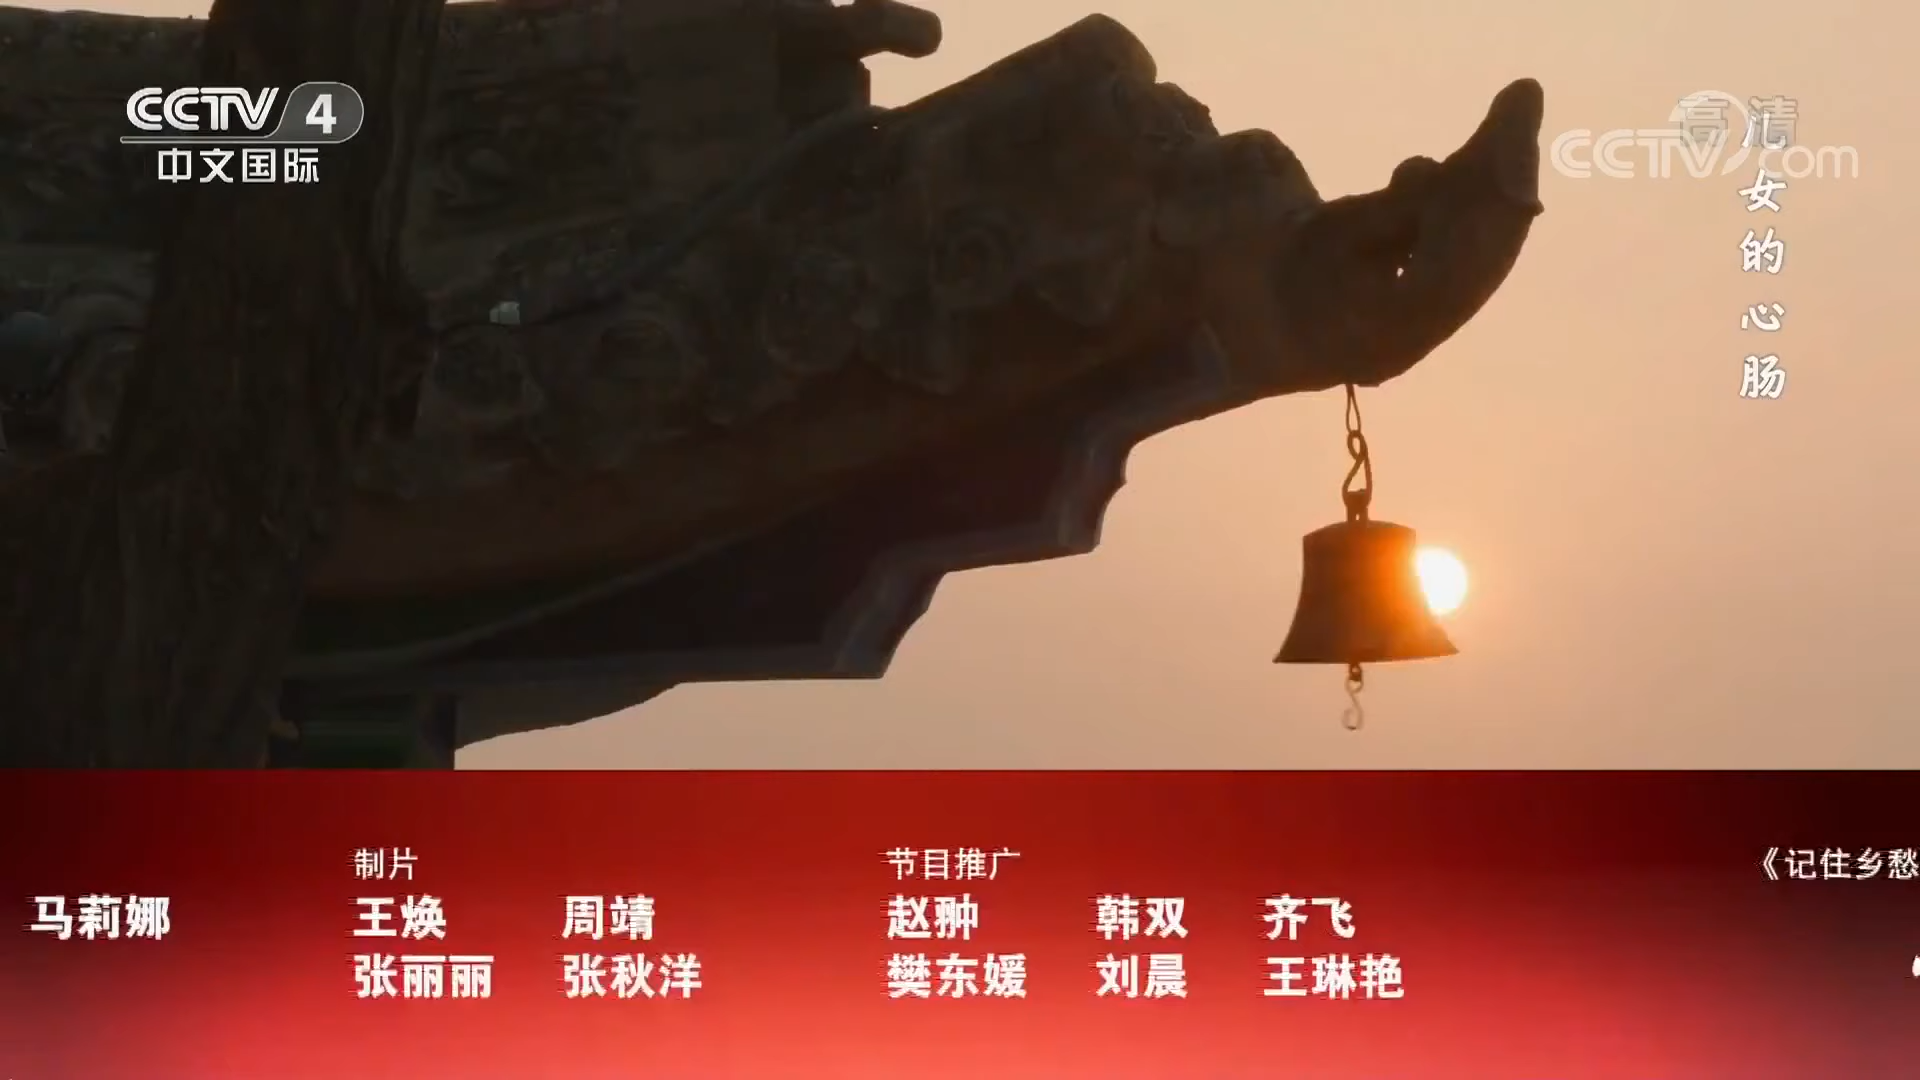 CCTV 4
中文国际
高清
CCTV.com
儿女的心肠
制片
节目推广
《记住乡愁
马莉娜
王焕
周靖
赵翀
韩双
齐飞
张丽丽
张秋洋
樊东媛
刘晨
王琳艳